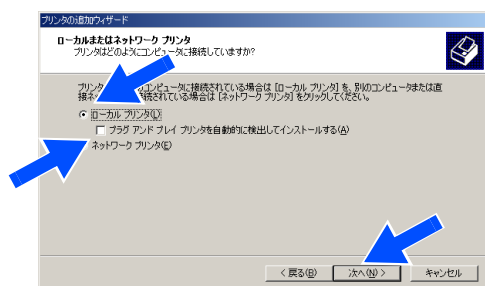 プリンタの追加ウィザード
ローカルまたはネットワーク プリンタ
プリンタはどのようにコンピュータに接続していますか?
プリンタ コンピュータに接続されている場合は [ローカル プリンタ] を、別のコンピュータまたは直
接ネ 接続されている場合は [ネットワーク プリンタ] をクリックしてください。
ローカル プリンタ(L)
プラグ アンド プレイ プリンタを自動的に検出してインストールする(A)
ネットワーク プリンタ(E)
< 戻る(B)
次へ(N) >
キャンセル